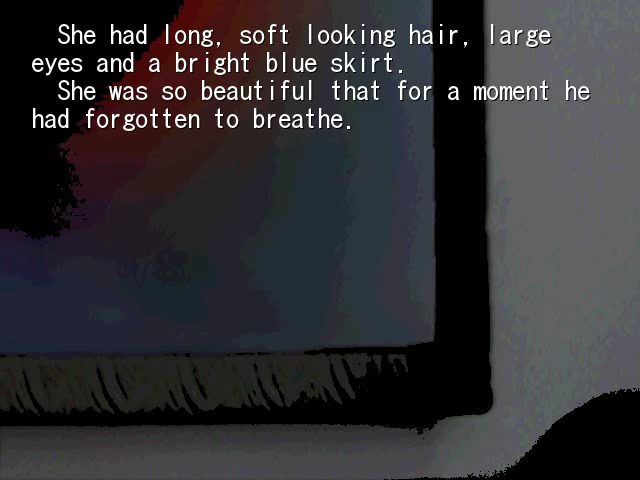 She had long, soft looking hair, large
eyes and a bright blue skirt.
She was so beautiful that for a moment he
had forgotten to breathe.